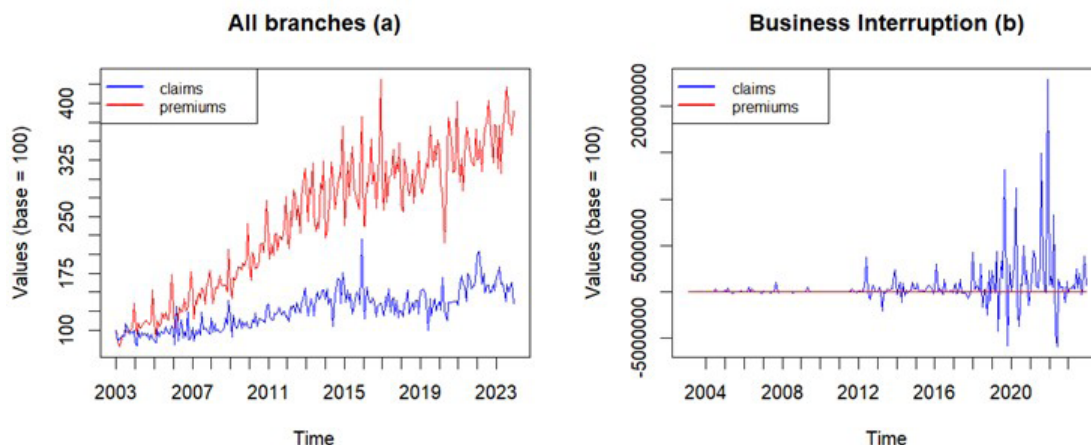 All branches (a)
Values (base = 100)
400
325
250
175
100
claims
premiums
2003
2007
2011
2015
2019
2023
Time
Business Interruption (b)
Values (base = 100)
20000000
5000000
-5000000
claims
premiums
2004
2008
2012
2016
2020
Time